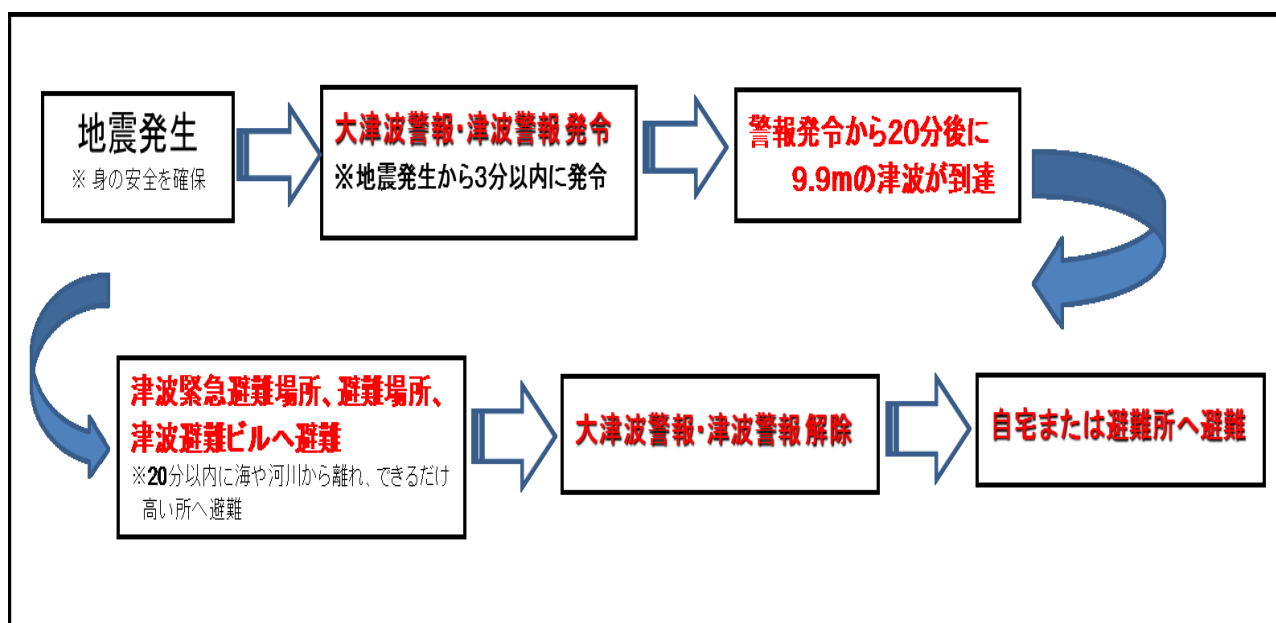 地震発生
※ 身の安全を確保
大津波警報・津波警報 発令
※地震発生から3分以内に発令
警報発令から20分後に
9.9mの津波が到達
津波緊急避難場所、避難場所、
津波避難ビルへ避難
※20分以内に海や河川から離れ、できるだけ
高い所へ避難
大津波警報・津波警報 解除
自宅または避難所へ避難